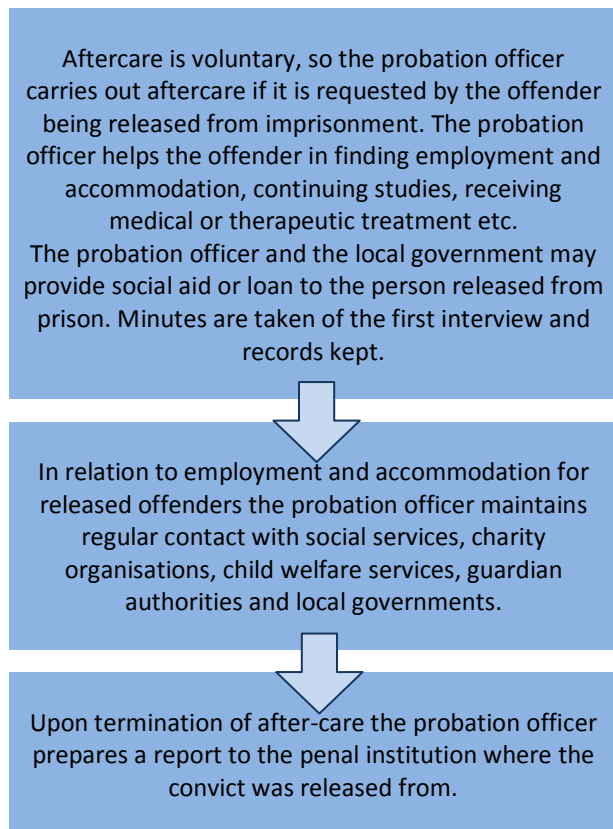 Aftercare is voluntary, so the probation officer
carries out aftercare if it is requested by the offender
being released from imprisonment. The probation
officer helps the offender in finding employment and
accommodation, continuing studies, receiving
medical or therapeutic treatment etc.
The probation officer and the local government may
provide social aid or loan to the person released from
prison. Minutes are taken of the first interview and
records kept.
In relation to employment and accommodation for
released offenders the probation officer maintains
regular contact with social services, charity
organisations, child welfare services, guardian
authorities and local governments.
Upon termination of after-care the probation officer
prepares a report to the penal institution where the
convict was released from.